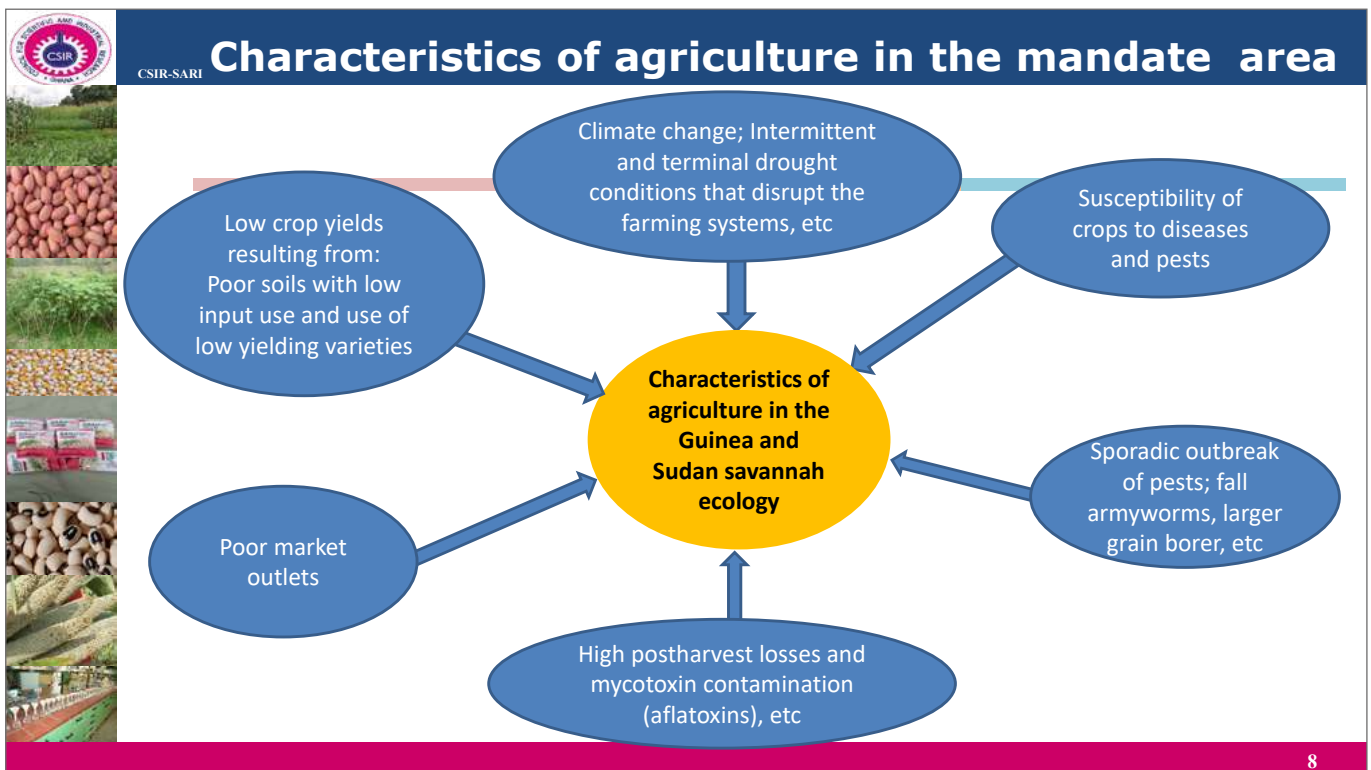 CSIR
CSIR-SARI
Characteristics of agriculture in the mandate area
Climate change; Intermittent
and terminal drought
conditions that disrupt the
farming systems, etc
Susceptibility of
crops to diseases
and pests
Low crop yields
resulting from:
Poor soils with low
input use and use of
low yielding varieties
Characteristics of
agriculture in the
Guinea and
Sudan savannah
ecology
Sporadic outbreak
of pests; fall
armyworms, larger
grain borer, etc
Poor market
outlets
High postharvest losses and
mycotoxin contamination
(aflatoxins), etc
8